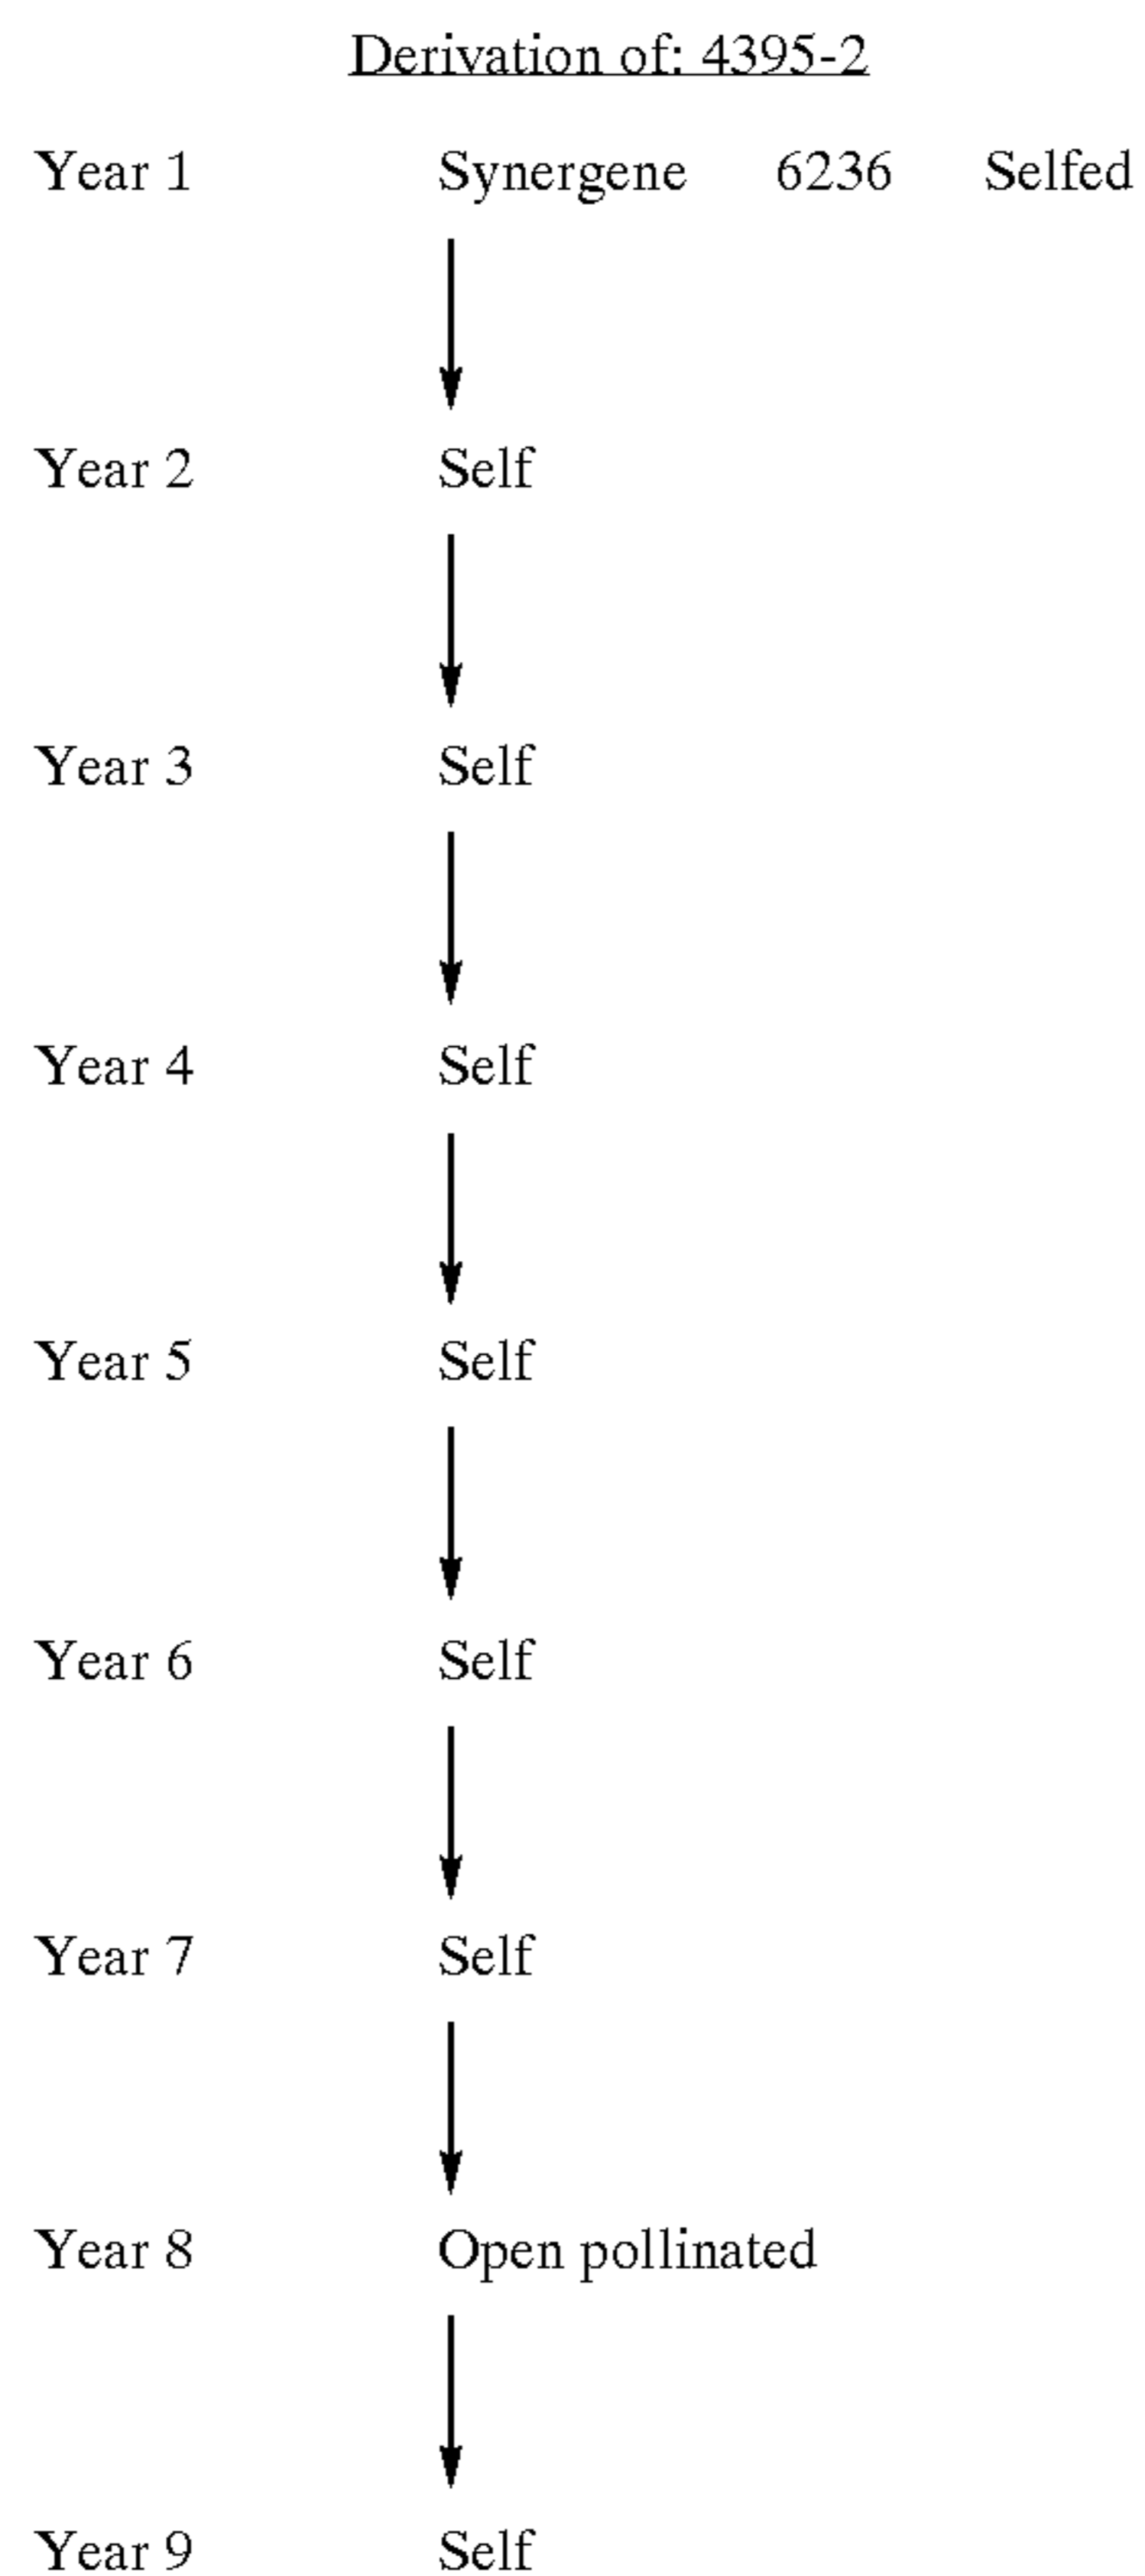 Derivation of: 4395-2
Year 1 Synergene 6236 Selfed
Year 2 Self
Year 3 Self
Year 4 Self
Year 5 Self
Year 6 Self
Year 7 Self
Year 8 Open pollinated
Year 9 Self